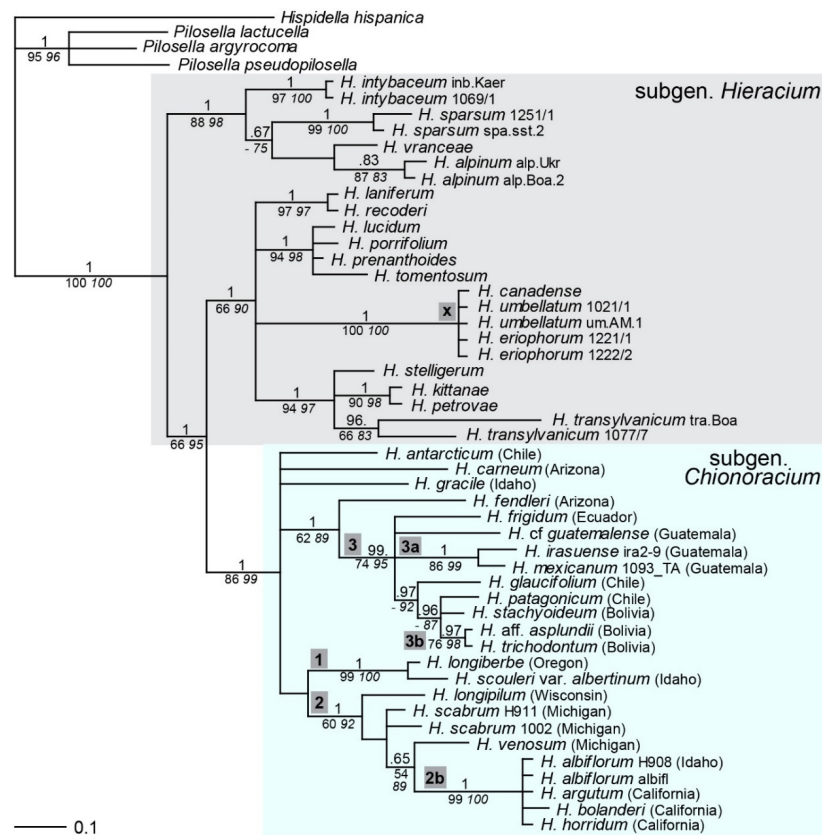 Hispidella hispanica
Pilosella lactucella
1
Pilosella argyrocoma
95 96
Pilosella pseudopilosella
subgen. Hieracium
1
H. intybaceum inb.Kaer
97 100
H. intybaceum 1069/1
1
88 98
1
H. sparsum 1251/1
99 100
.67
H. sparsum spa.sst.2
- 75
H. vranceae
.83
H. alpinum alp.Ukr
87 83
H. alpinum alp.Boa.2
1
H. laniferum
97 97
H. recoderi
H. lucidum
1
H. porrifolium
94 98
H. prenanthoides
H. tomentosum
1
100 100
1
66 90
H. canadense
x
H. umbellatum 1021/1
H. umbellatum um.AM.1
100 100
1
H. eriophorum 1221/1
H. eriophorum 1222/2
H. stelligerum
1
94 97
1
H. kittanae
90 98
H. petrovae
96.
H. transylvanicum tra.Boa
66 83
H. transylvanicum 1077/7
1
66 95
subgen.
Chionoracium
H. antarcticum (Chile)
H. carneum (Arizona)
H. gracile (Idaho)
H. fendleri (Arizona)
1
62 89
H. frigidum (Ecuador)
H. cf guatemalense (Guatemala)
3
99.
3a
74 95
1
H. irasuense ira2-9 (Guatemala)
86 99
H. mexicanum 1093_TA (Guatemala)
1
86 99
H. glaucifolium (Chile)
.97
- 92
H. patagonicum (Chile)
.96
H. stachyoideum (Bolivia)
- 87
.97
H. aff. asplundii (Bolivia)
3b
76 98
H. trichodontum (Bolivia)
1
1
H. longiberbe (Oregon)
99 100
H. scouleri var. albertinum (Idaho)
2
1
H. longipilum (Wisconsin)
60 92
H. scabrum H911 (Michigan)
H. scabrum 1002 (Michigan)
H. venosum (Michigan)
.65
54
89
2b
1
99 100
H. albiflorum H908 (Idaho)
H. albiflorum albifl
H. argutum (California)
H. bolanderi (California)
H. horridum (California)
0.1